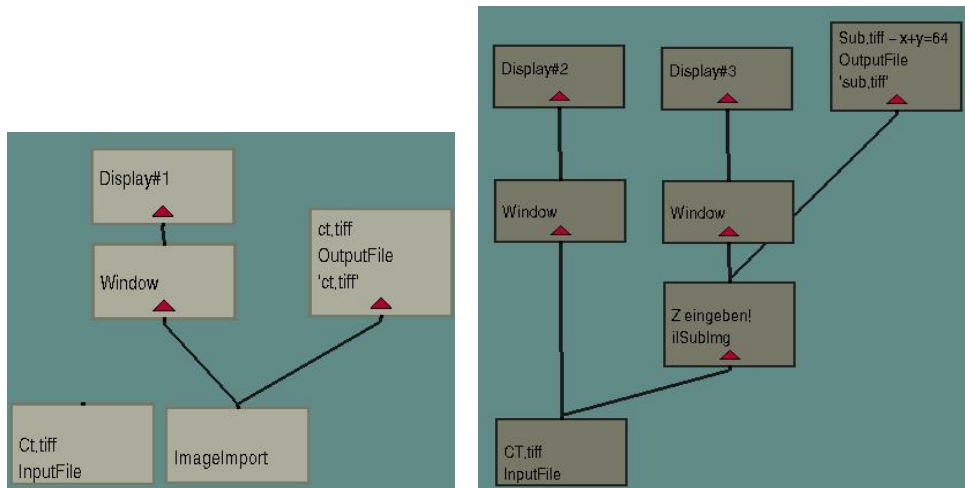 Display#1
Window
ct.tiff
OutputFile
'ct.tiff'
Ct.tiff
InputFile
ImageImport
Display#2
Display#3
Sub.tiff - x+y=64
OutputFile
'sub.tiff'
Window
Window
Z eingeben!
ilSubImg
CT.tiff
InputFile